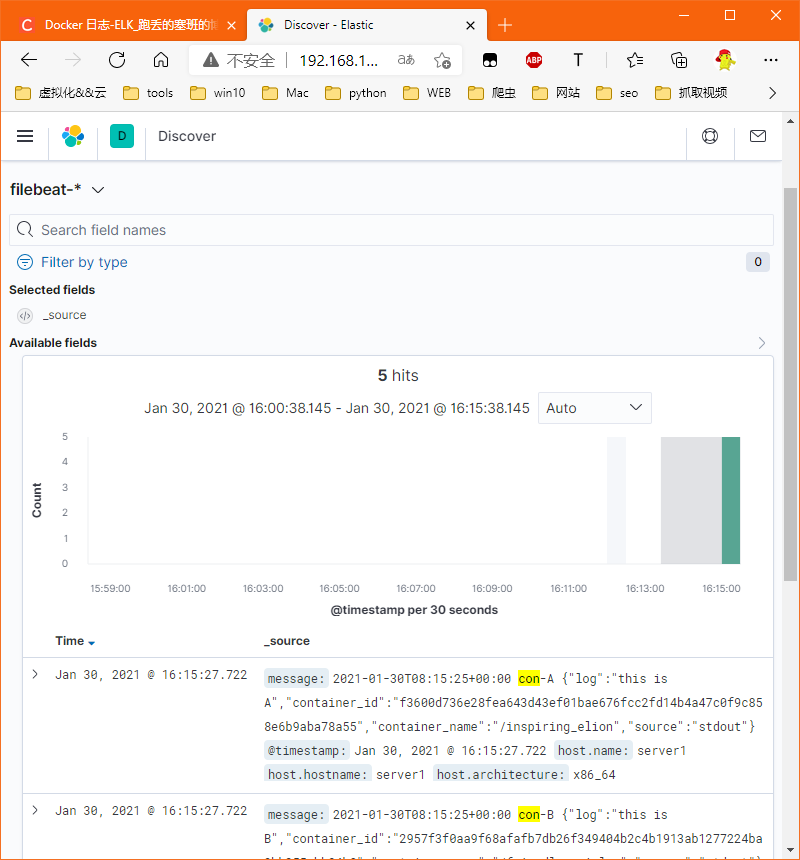 Docker 日志-ELK_跑丢的塞班的
Discover - Elastic
不安全
192.168.1...
ああ
ABP
T
虚拟化&&云
tools
win10
Mac
python
WEB
爬虫
网站
seo
抓取视频
D
Discover
filebeat-*
Search field names
Filter by type
0
Selected fields
_source
Available fields
5 hits
Jan 30, 2021 @ 16:00:38.145 - Jan 30, 2021 @ 16:15:38.145
Auto
5
4
3
2
1
0
Count
15:59:00
16:01:00
16:03:00
16:05:00
16:07:00
16:09:00
16:11:00
16:13:00
16:15:00
@timestamp per 30 seconds
Time
_source
Jan 30, 2021 @ 16:15:27.722
message: 2021-01-30T08:15:25+00:00 con-A {"log":"this is
A","container_id":"f3600d736e28fea643d43ef01bae676fcc2fd14b4a47c0f9c85
8e6b9aba78a55","container_name":"/inspiring_elion","source":"stdout"}
@timestamp: Jan 30, 2021 @ 16:15:27.722 host.name: server1
host.hostname: server1 host.architecture: x86_64
Jan 30, 2021 @ 16:15:27.722
message: 2021-01-30T08:15:25+00:00 con-B {"log":"this is
B","container_id":"2957f3f0aa9f68afafb7db26f349404b2c4b1913ab1277224ba